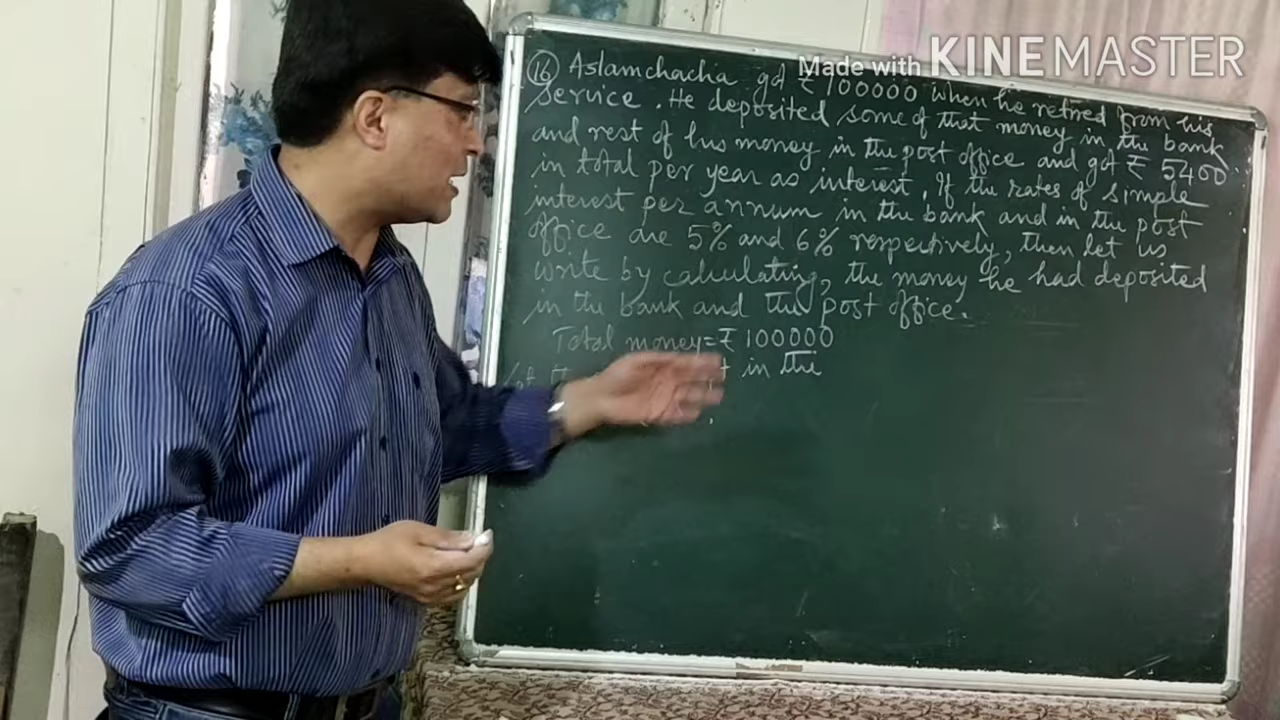 Made with KINEMASTER
(16) Aslamchacha got ₹ 100000 when he retired from his
service. He deposited some of that money in the bank
and rest of his money in the post office and got ₹ 5400
in total per year as interest. If the rates of simple
interest per annum in the bank and in the post
office are 5% and 6% respectively, then let us
write by calculating, the money he had deposited
in the bank and the post office.
Total money = ₹ 100000
in the